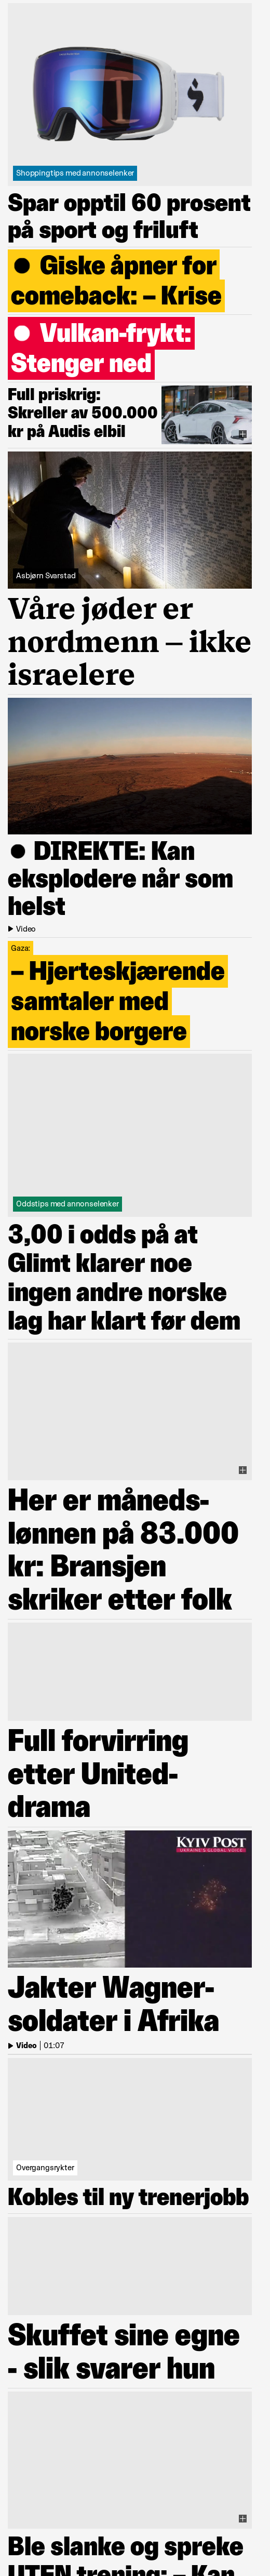 Shoppingtips med annonselenker
Spar opptil 60 prosent
på sport og friluft
● Giske åpner for
comeback: – Krise
● Vulkan-frykt:
Stenger ned
Full priskrig:
Skreller av 500.000
kr på Audis elbil
Asbjørn Svarstad
Våre jøder er
nordmenn – ikke
israelere
● DIREKTE: Kan
eksplodere når som
helst
Video
Gaza:
– Hjerteskjærende
samtaler med
norske borgere
Oddstips med annonselenker
3,00 i odds på at
Glimt klarer noe
ingen andre norske
lag har klart før dem
Her er måneds-
lønnen på 83.000
kr: Bransjen
skriker etter folk
Full forvirring
etter United-
drama
KYIV POST
UKRAINE'S GLOBAL VOICE
Jakter Wagner-
soldater i Afrika
Video | 01:07
Overgangsrykter
Kobles til ny trenerjobb
Skuffet sine egne
- slik svarer hun
Ble slanke og spreke
UTEN trening: – Kan